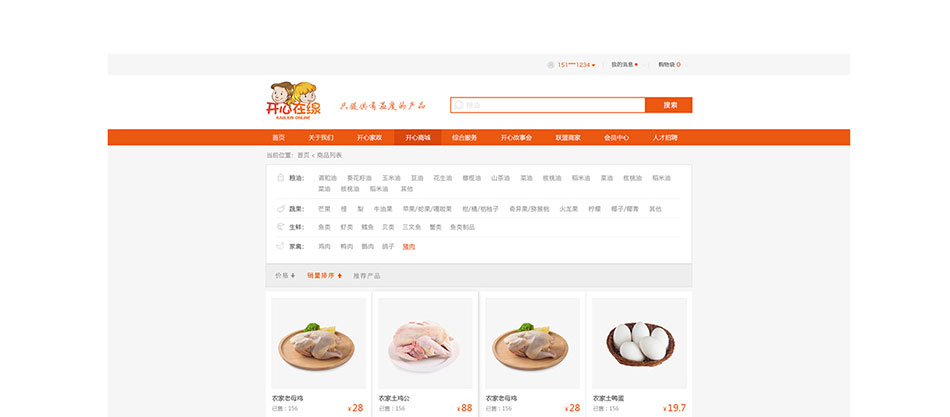 151***1234
我的消息
购物袋 0
开心在线
KAIXIN ONLINE
只提供有温度的产品
粮油
搜索
首页 关于我们 开心家政 开心商城 综合服务 开心故事会 联盟商家 会员中心 人才招聘
当前位置：首页 < 商品列表
粮油： 调和油 葵花籽油 玉米油 豆油 花生油 橄榄油 山茶油 菜油 核桃油 稻米油 菜油 核桃油 稻米油
菜油 核桃油 稻米油 其他
蔬果： 芒果 橙 梨 牛油果 苹果/蛇果/嘎啦果 柑/橘/桔柚子 奇异果/猕猴桃 火龙果 柠檬 椰子/椰青 其他
生鲜： 鱼类 虾类 鳕鱼 贝类 三文鱼 蟹类 鱼类制品
家禽： 鸡肉 鸭肉 鹅肉 鸽子 猪肉
价格 销量排序 推荐产品
农家老母鸡 农家土鸡公 农家老母鸡 农家土鸭蛋
已售：156 ¥28 已售：156 ¥88 已售：156 ¥28 已售：156 ¥19.7